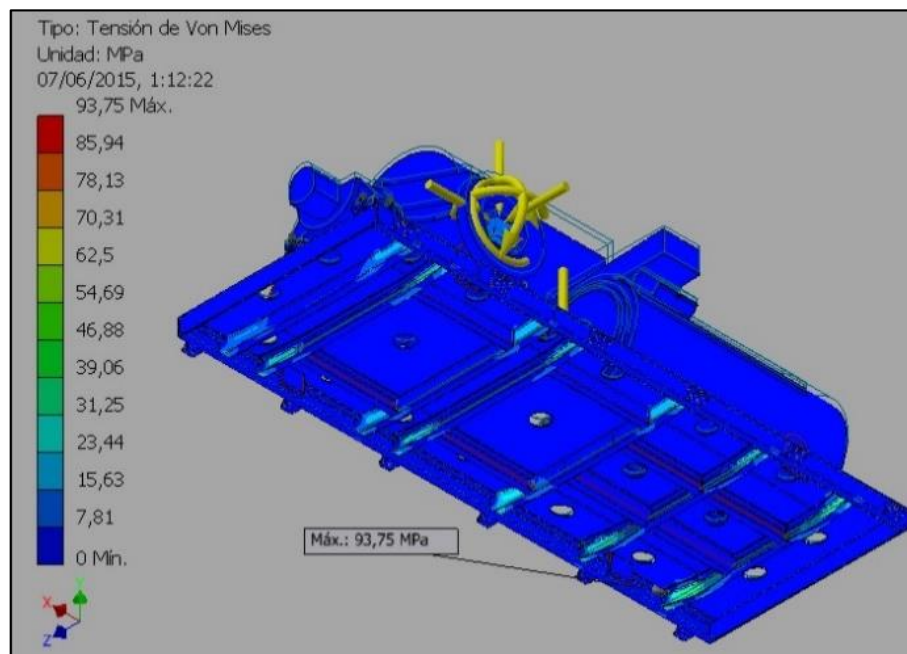 Tipo: Tensión de Von Mises
Unidad: MPa
07/06/2015, 1:12:22
93,75 Máx.
85,94
78,13
70,31
62,5
54,69
46,88
39,06
31,25
23,44
15,63
7,81
0 Mín.
Máx.: 93,75 MPa
Y
X
Z